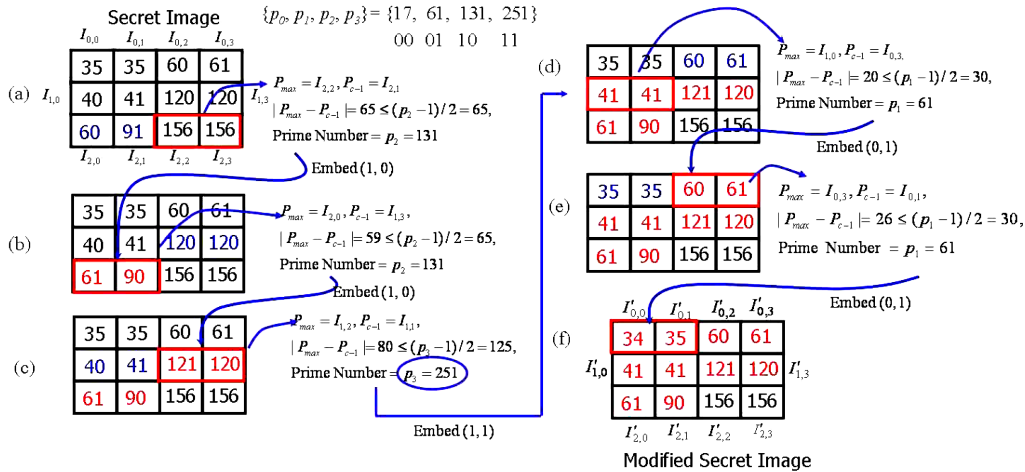 Secret Image
{p0, p1, p2, p3} = {17, 61, 131, 251}
00 01 10 11
(a)
I0,0 I0,1 I0,2 I0,3
35 35 60 61
I1,0 40 41 120 120 I1,3
60 91 156 156
I2,0 I2,1 I2,2 I2,3
Pmax = I2,2, Pc−1 = I2,1
| Pmax − Pc−1 |= 65 ≤ (p2 −1)/2 = 65,
Prime Number = p2 = 131
Embed (1, 0)
(b)
35 35 60 61
40 41 120 120
61 90 156 156
Pmax = I2,0, Pc−1 = I1,3,
| Pmax − Pc−1 |= 59 ≤ (p2 −1)/2 = 65,
Prime Number = p2 = 131
Embed (1, 0)
(c)
35 35 60 61
40 41 121 120
61 90 156 156
Pmax = I1,2, Pc−1 = I1,1,
| Pmax − Pc−1 |= 80 ≤ (p3 −1)/2 = 125,
Prime Number = p3 = 251
Embed (1, 1)
(d)
35 35 60 61
41 41 121 120
61 90 156 156
Pmax = I1,0, Pc−1 = I0,3,
| Pmax − Pc−1 |= 20 ≤ (p1 −1)/2 = 30,
Prime Number = p1 = 61
Embed (0, 1)
(e)
35 35 60 61
41 41 121 120
61 90 156 156
Pmax = I0,3, Pc−1 = I0,1,
| Pmax − Pc−1 |= 26 ≤ (p1 −1)/2 = 30,
Prime Number = p1 = 61
Embed (0, 1)
(f)
I′0,0 I′0,1 I′0,2 I′0,3
34 35 60 61
I′1,0 41 41 121 120 I′1,3
61 90 156 156
I′2,0 I′2,1 I′2,2 I′2,3
Modified Secret Image